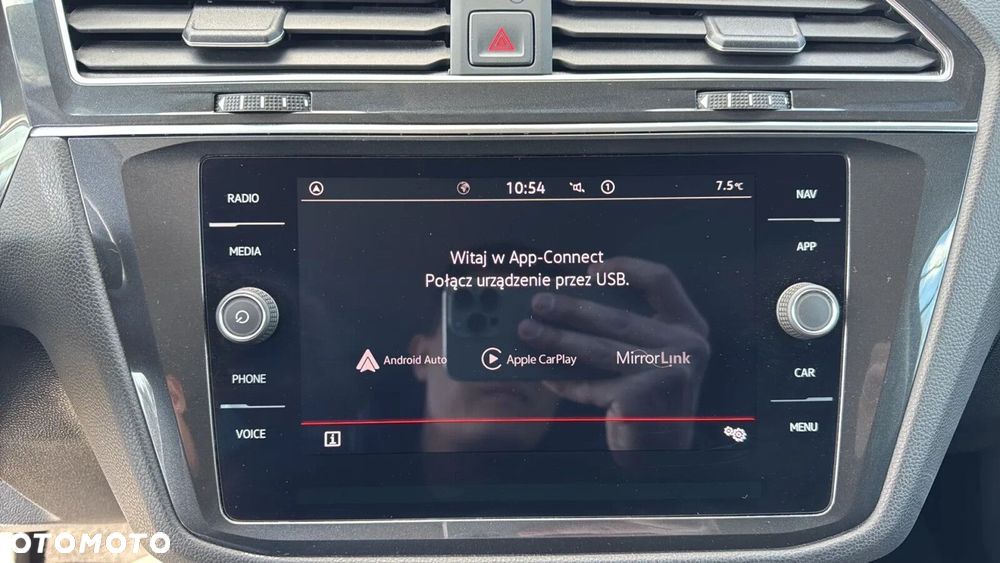 RADIO
MEDIA
PHONE
VOICE
10:54
1
7.5°C
Witaj w App-Connect
Połącz urządzenie przez USB.
Android Auto
Apple CarPlay
MirrorLink
i
NAV
APP
CAR
MENU
OTOMOTO